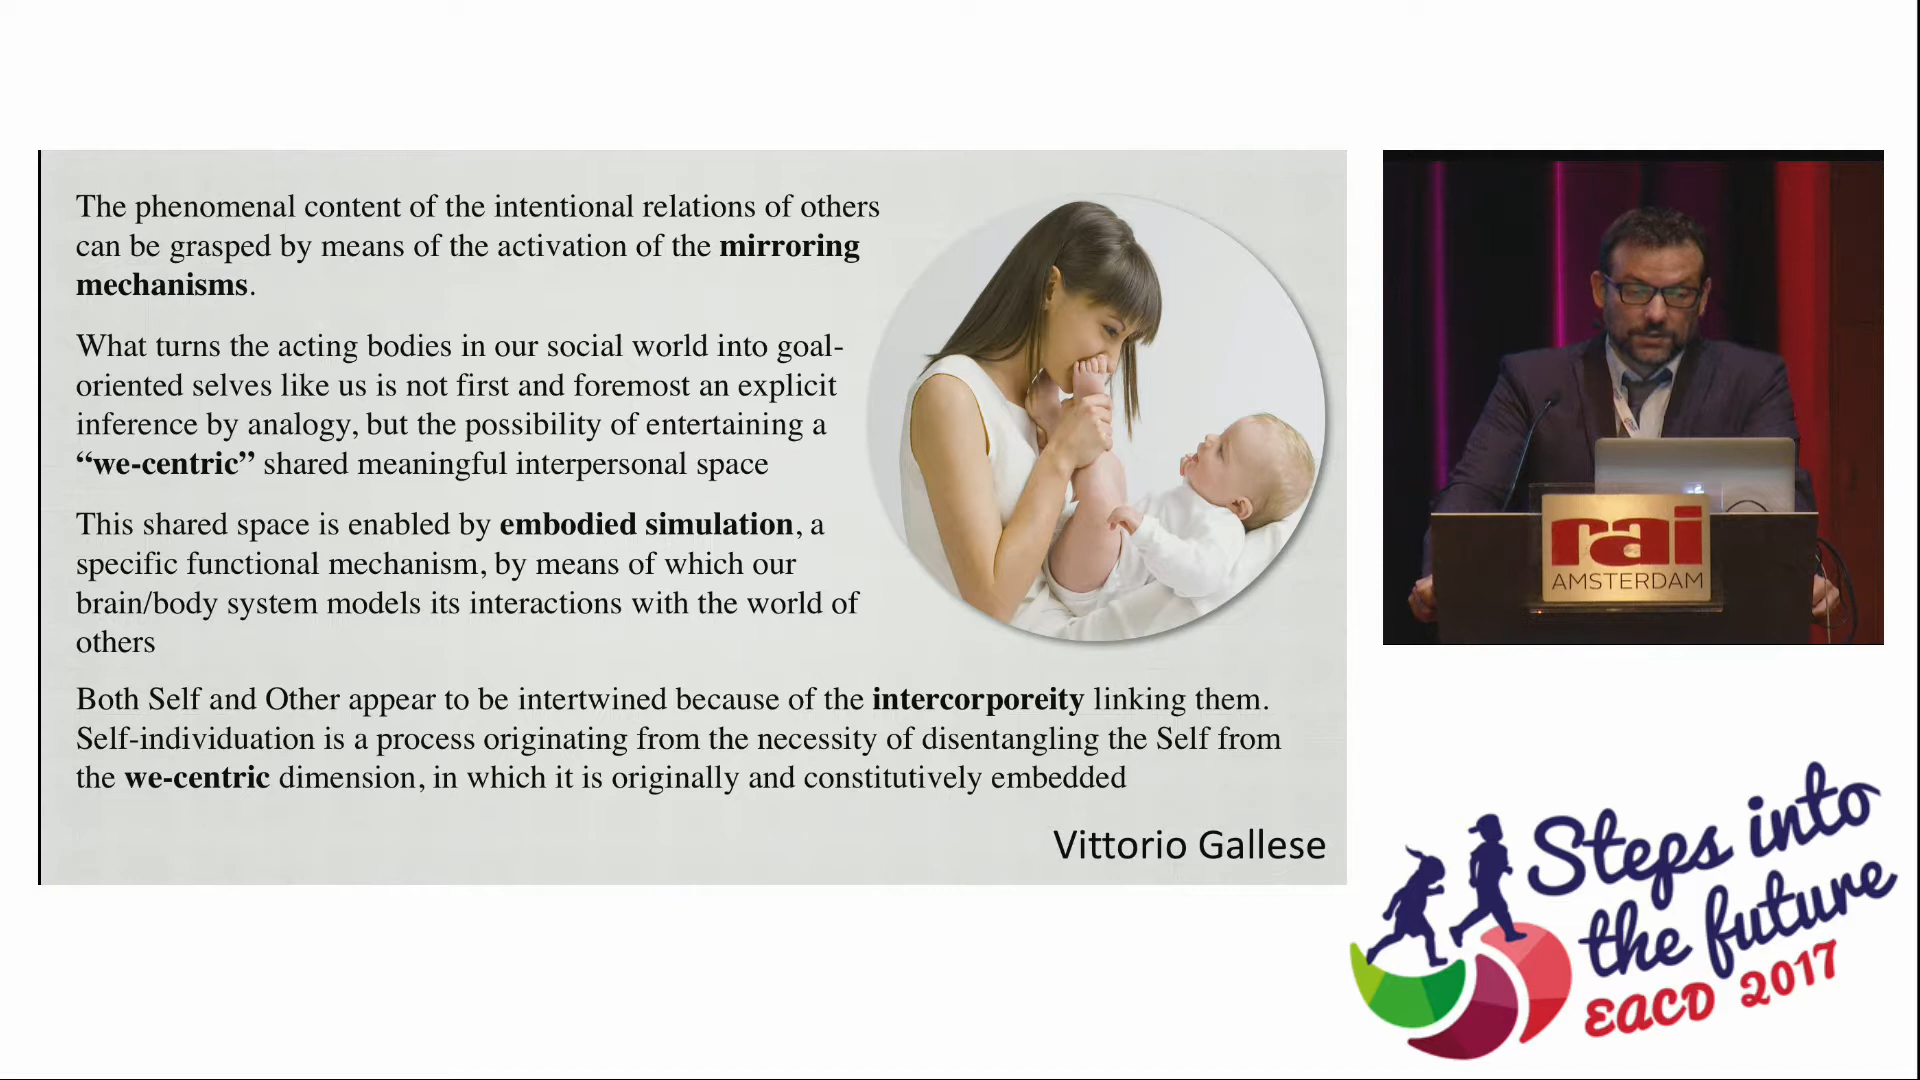 The phenomenal content of the intentional relations of others
can be grasped by means of the activation of the mirroring
mechanisms.
What turns the acting bodies in our social world into goal-
oriented selves like us is not first and foremost an explicit
inference by analogy, but the possibility of entertaining a
“we-centric” shared meaningful interpersonal space
This shared space is enabled by embodied simulation, a
specific functional mechanism, by means of which our
brain/body system models its interactions with the world of
others
Both Self and Other appear to be intertwined because of the intercorporeity linking them.
Self-individuation is a process originating from the necessity of disentangling the Self from
the we-centric dimension, in which it is originally and constitutively embedded
Vittorio Gallese
rai
AMSTERDAM
Steps into
the future
EACD 2017